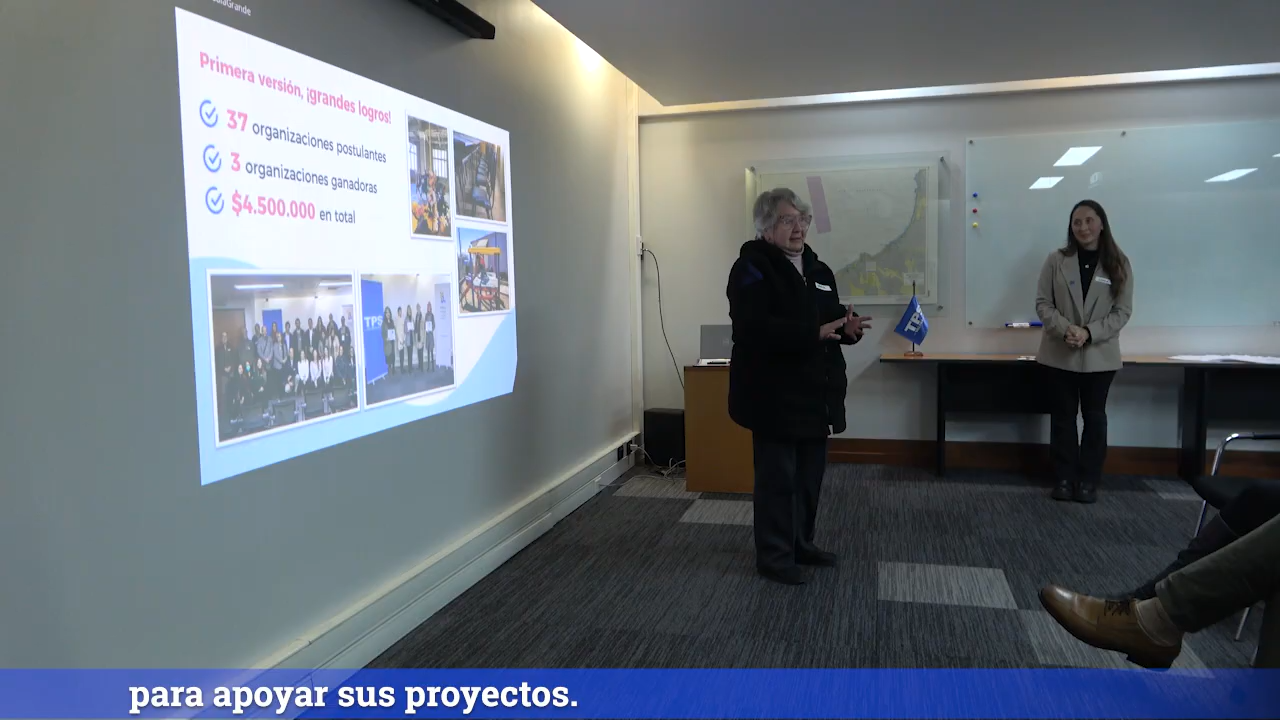 Primera versión, ¡grandes logros!
37 organizaciones postulantes
3 organizaciones ganadoras
$4.500.000 en total
TPS
TPS
para apoyar sus proyectos.